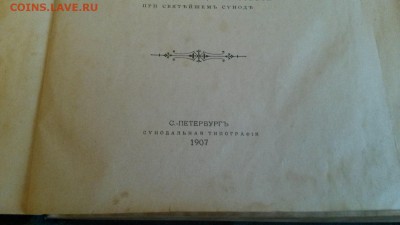 COINS.LAVE.RU
ПРИ СВЯТѢЙШЕМЪ СѴНОДѢ
С.-ПЕТЕРБУРГЪ
СѴНОДАЛЬНАЯ ТИПОГРАФІЯ
1907